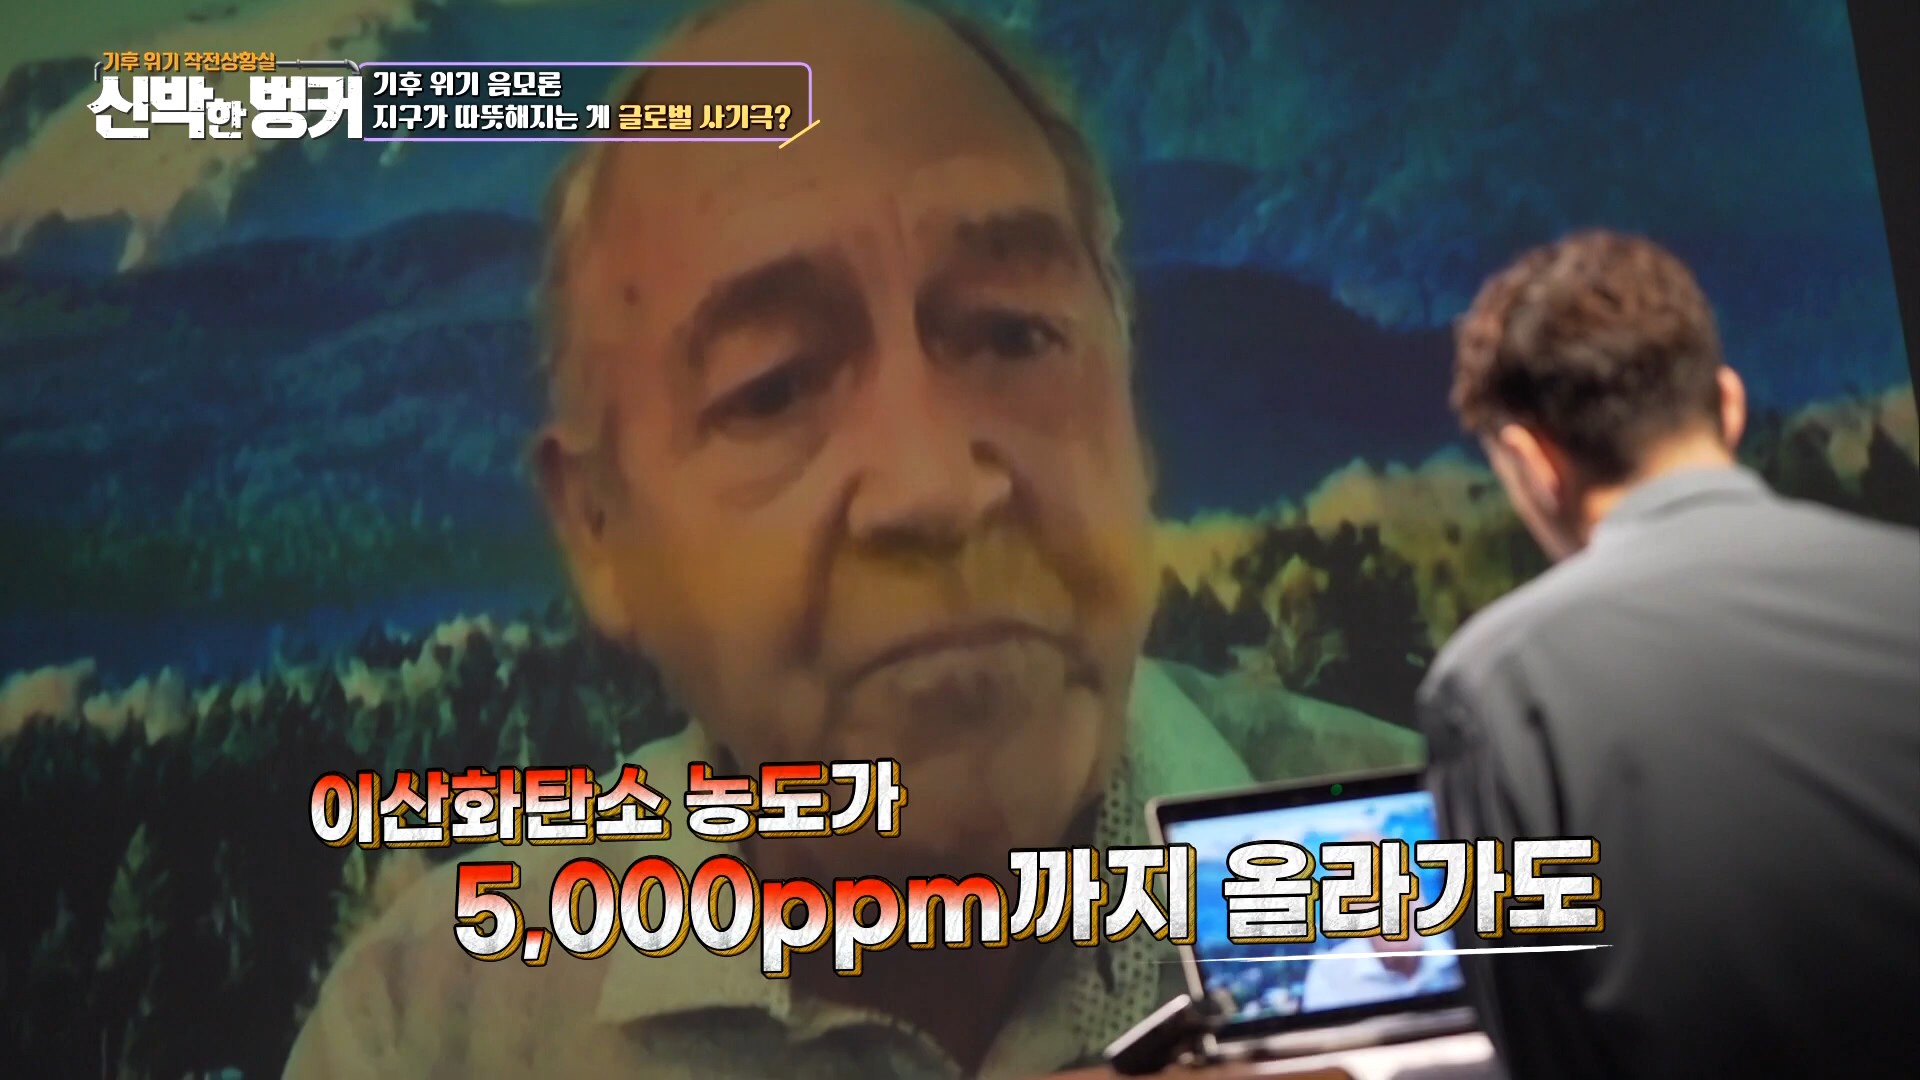 기후 위기 작전상황실
신박한 벙커
기후 위기 음모론
지구가 따뜻해지는 게 글로벌 사기극?
이산화탄소 농도가
5,000ppm까지 올라가도